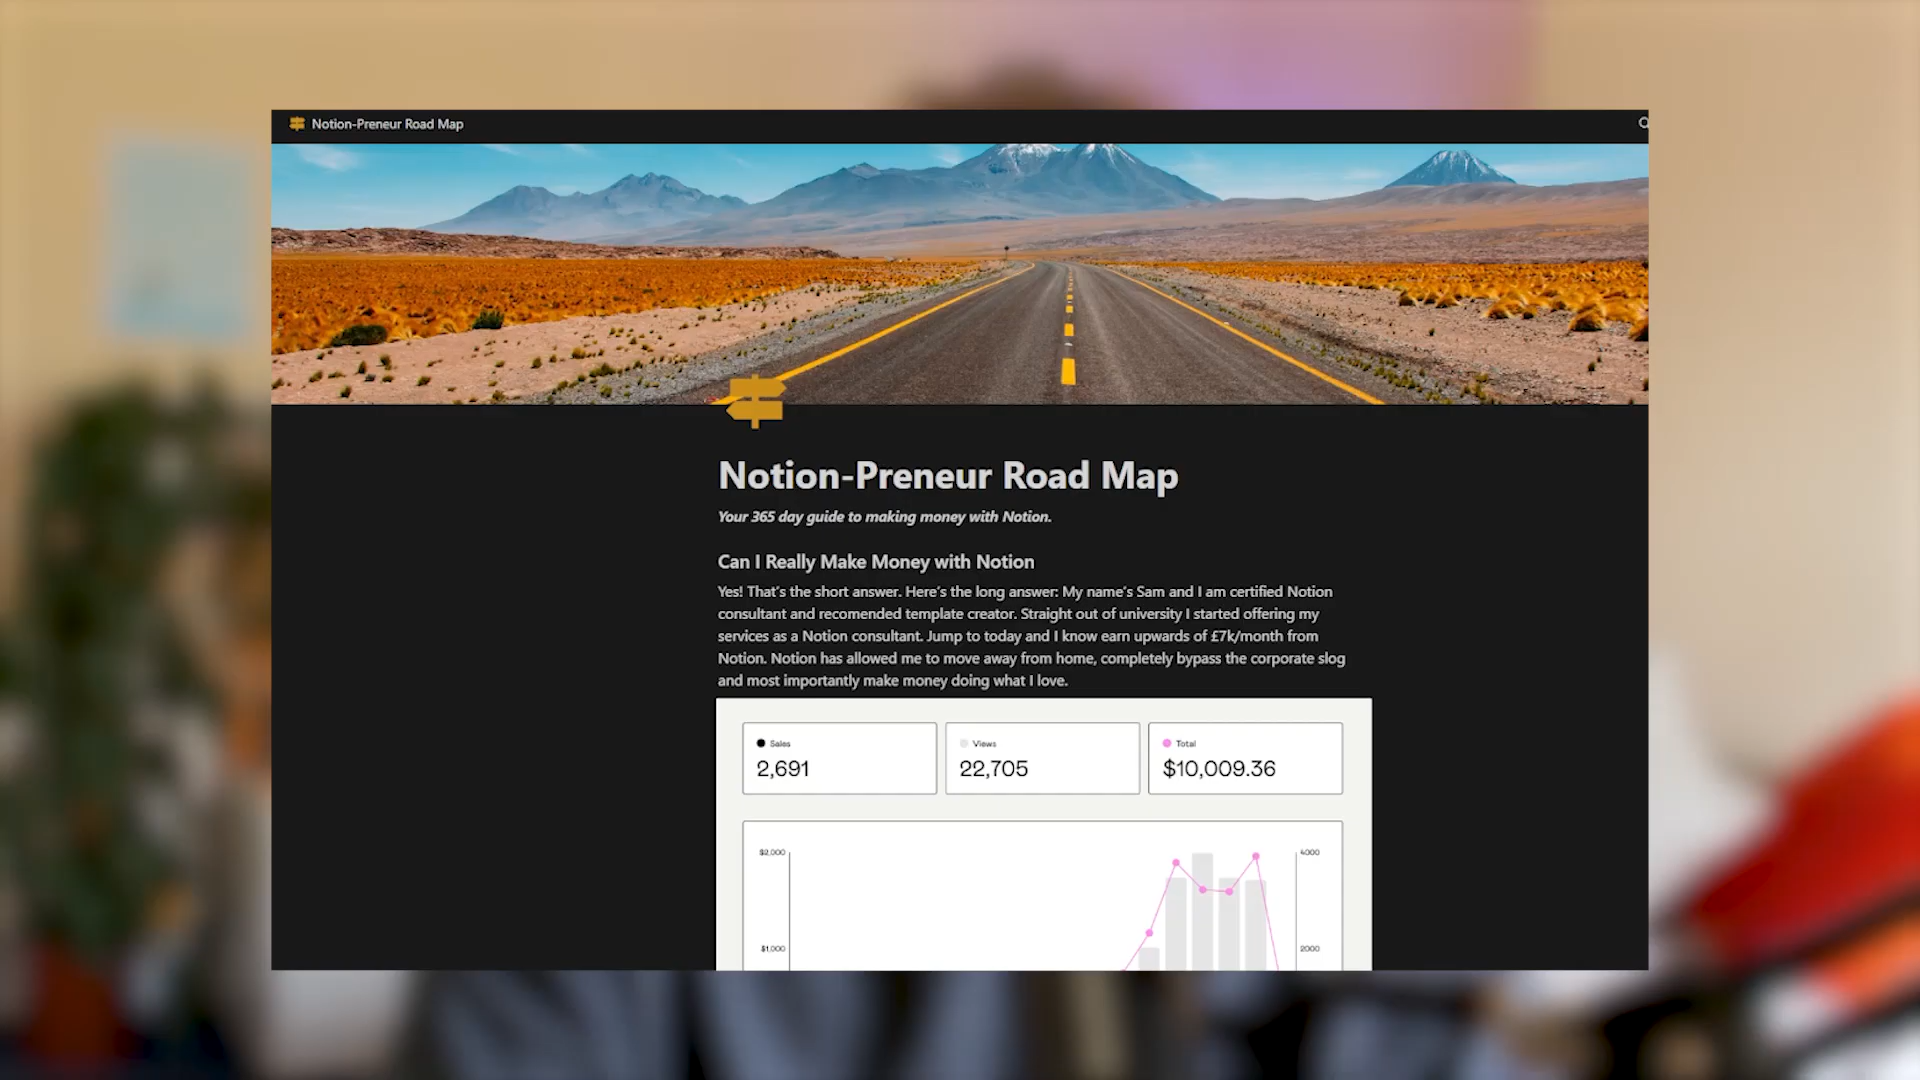 Notion-Preneur Road Map
Notion-Preneur Road Map
Your 365 day guide to making money with Notion.
Can I Really Make Money with Notion
Yes! That's the short answer. Here's the long answer: My name's Sam and I am certified Notion
consultant and recomended template creator. Straight out of university I started offering my
services as a Notion consultant. Jump to today and I know earn upwards of £7k/month from
Notion. Notion has allowed me to move away from home, completely bypass the corporate slog
and most importantly make money doing what I love.
Sales
2,691
Views
22,705
Total
$10,009.36
$2,000
4000
$1,000
2000